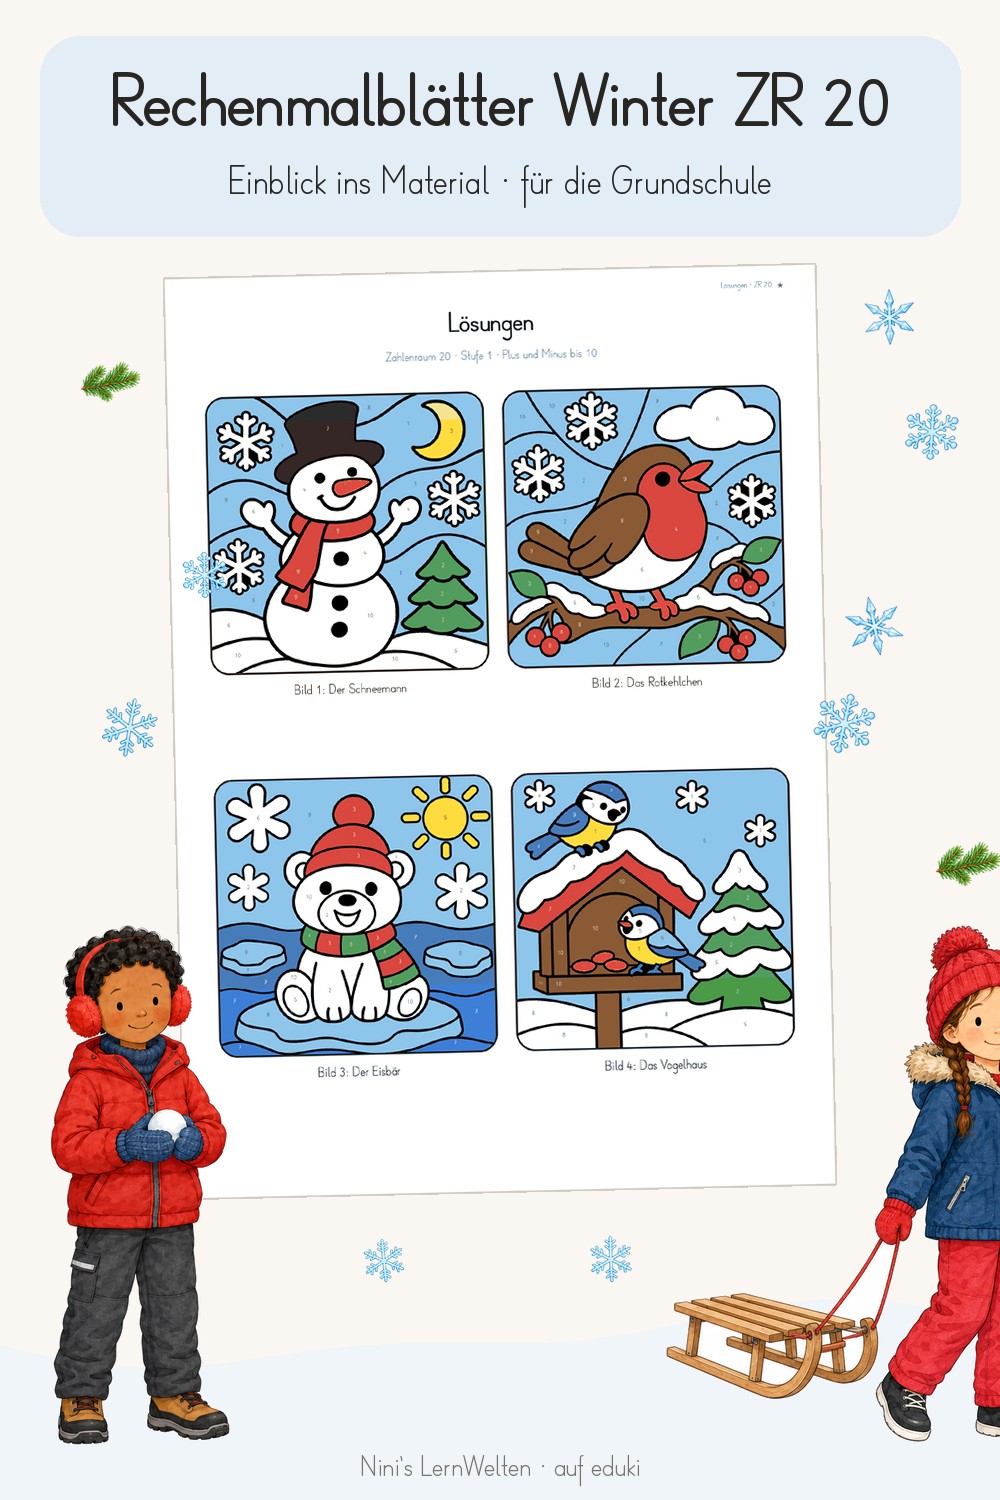 Rechenmalblätter Winter ZR 20
Einblick ins Material · für die Grundschule
Lösungen · ZR 20 ★
Lösungen
Zahlenraum 20 · Stufe 1 · Plus und Minus bis 10
Bild 1: Der Schneemann
Bild 2: Das Rotkehlchen
Bild 3: Der Eisbär
Bild 4: Das Vogelhaus
Nini's LernWelten · auf eduki